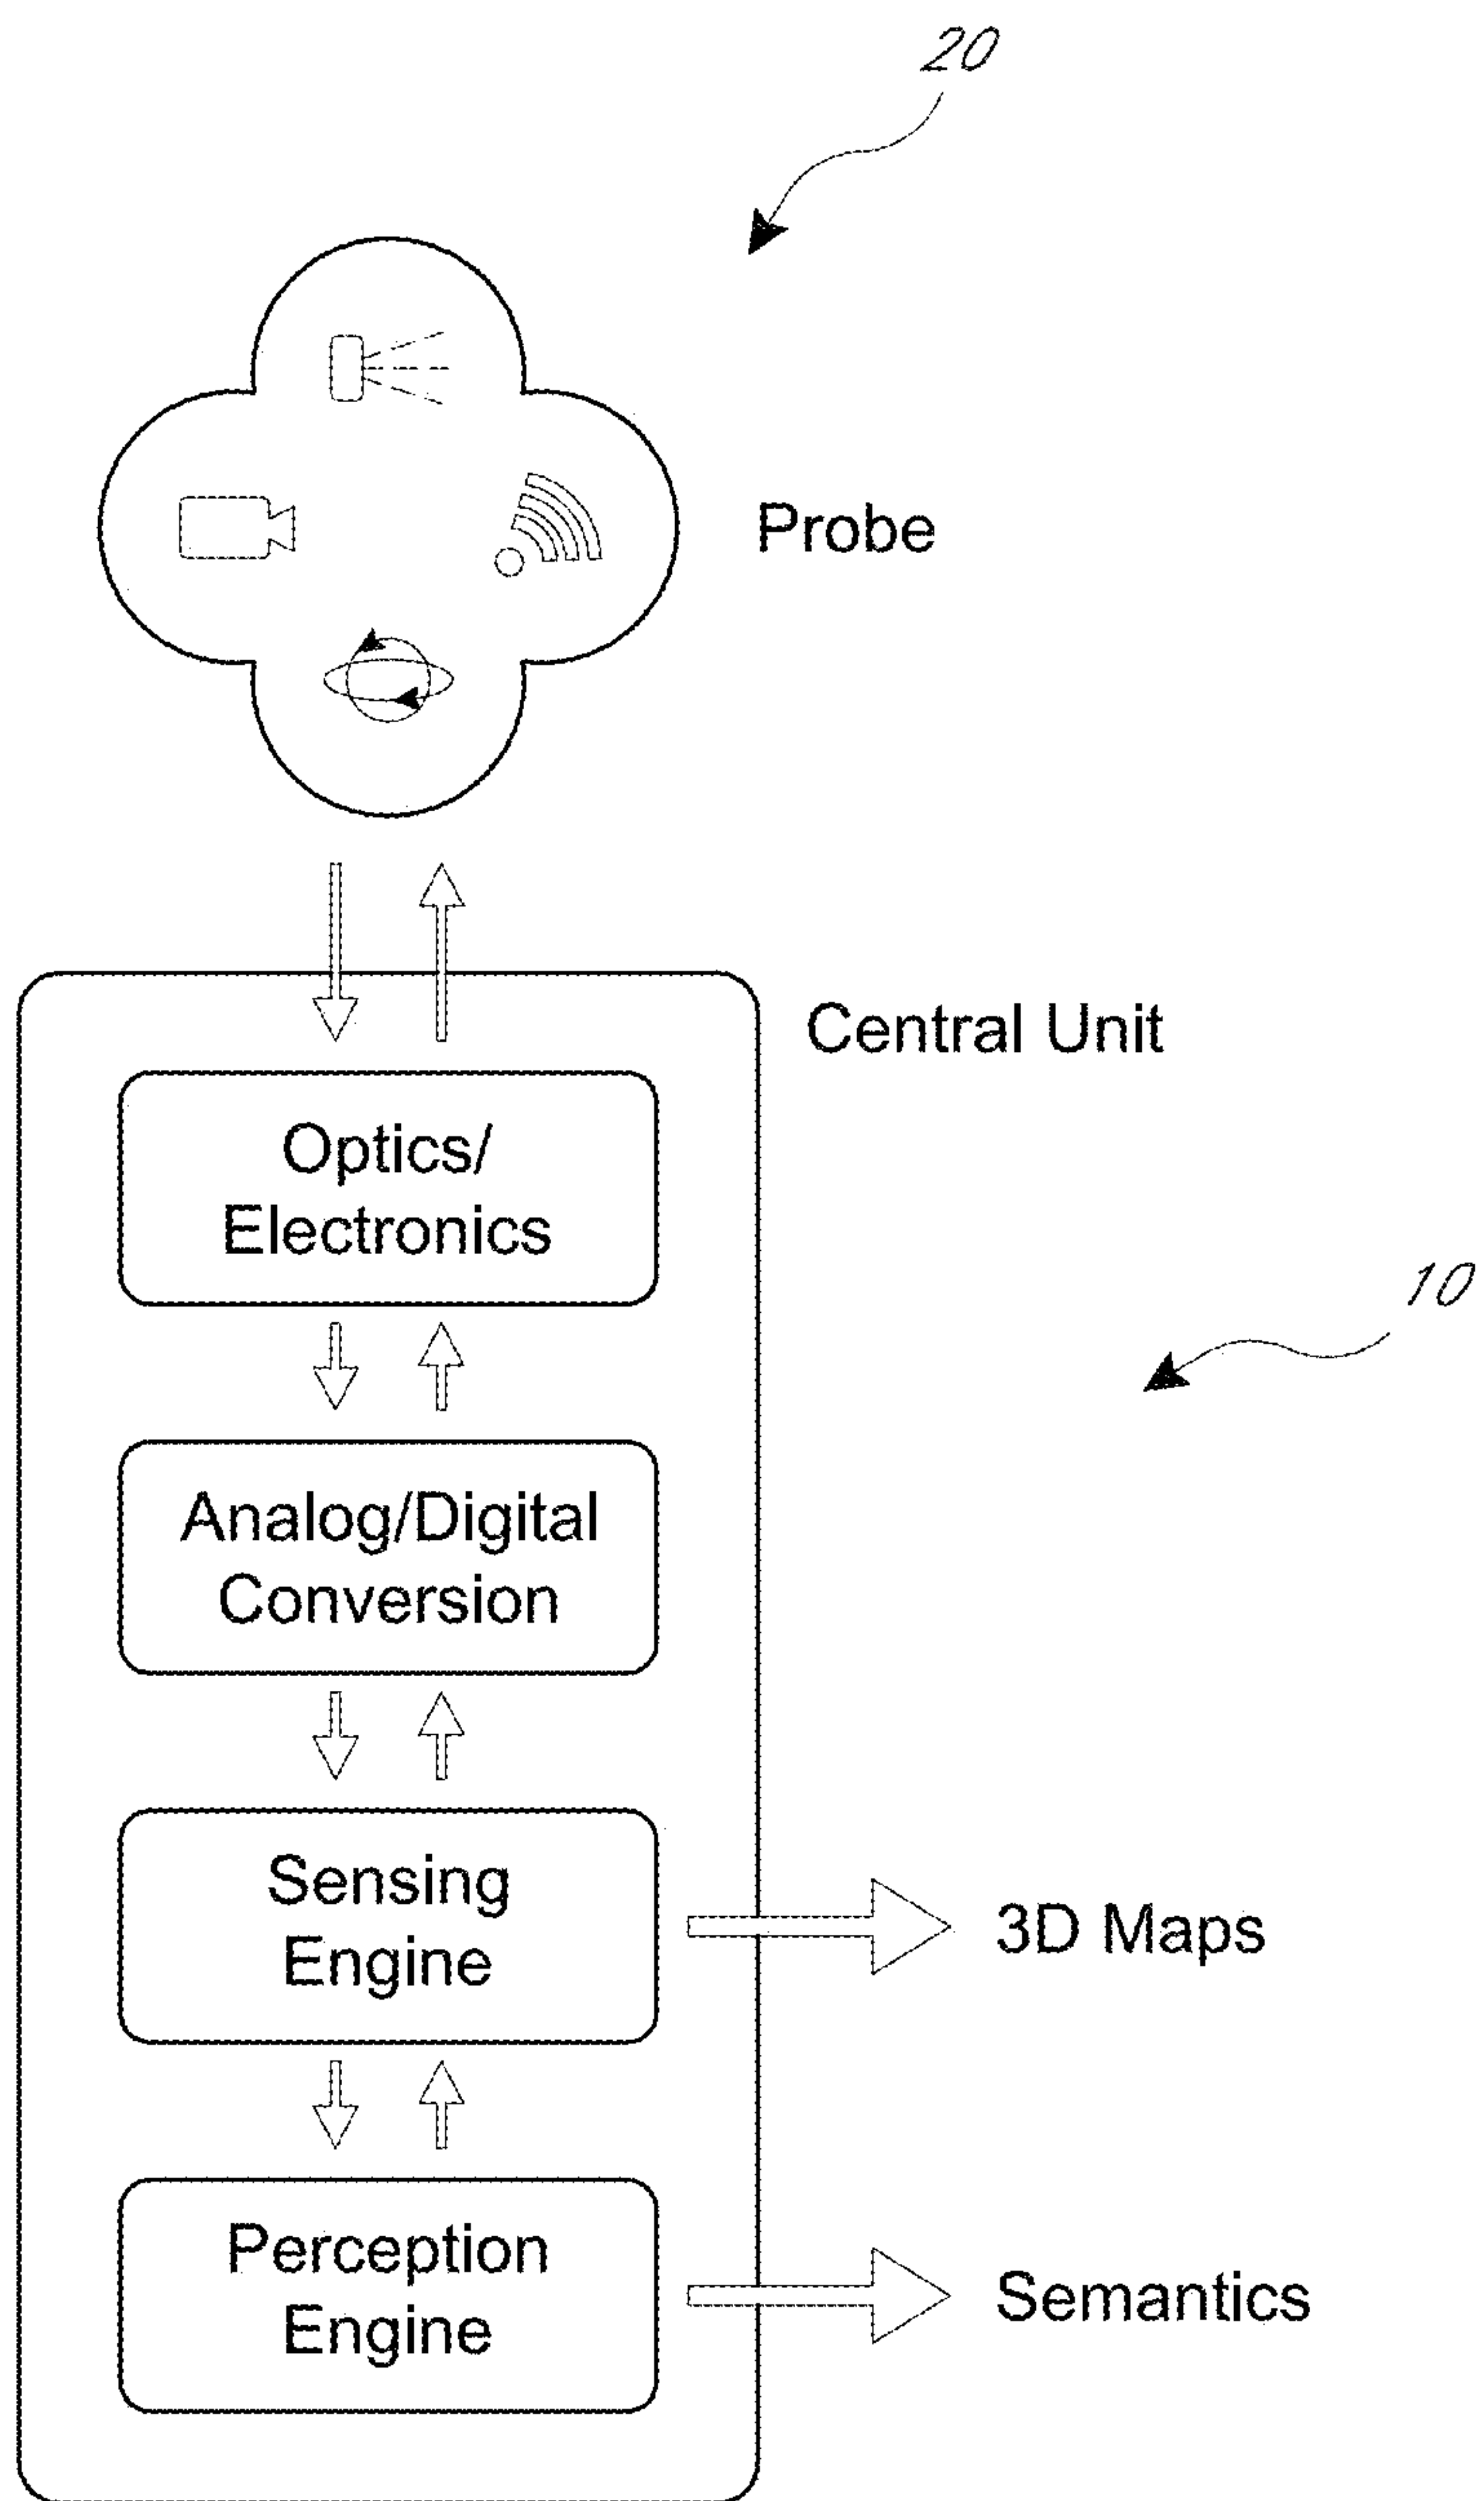 20
Probe
Central Unit
Optics/
Electronics
10
Analog/Digital
Conversion
Sensing
Engine
3D Maps
Perception
Engine
Semantics